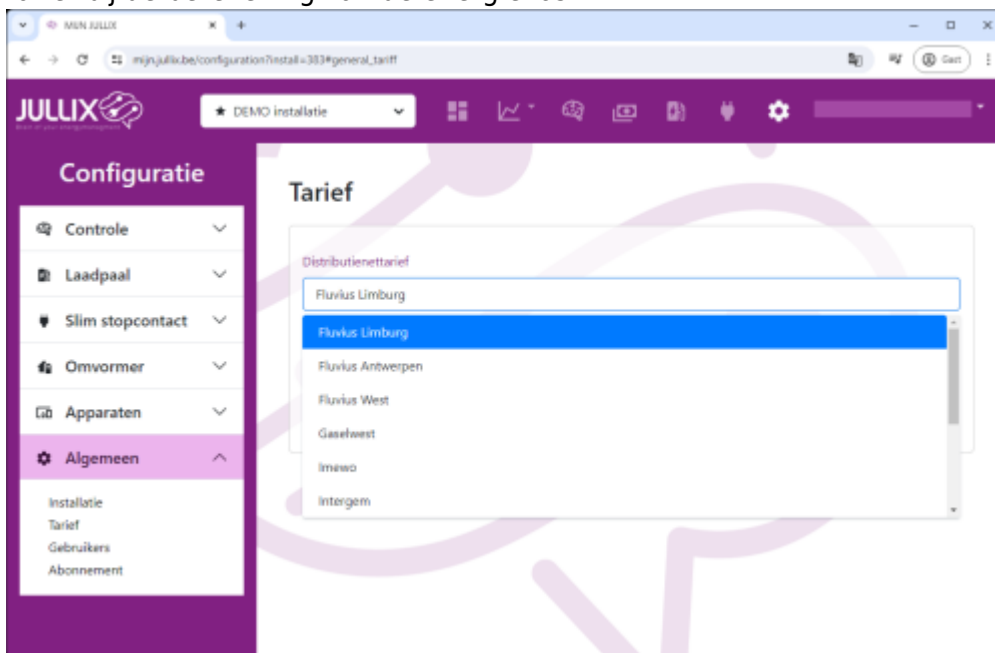 MIJN JULLIX
mijn.jullix.be/configuration?install=383#general_tariff
Gast
JULLIX
DEMO installatie
Configuratie
Controle
Laadpaal
Slim stopcontact
Omvormer
Apparaten
Algemeen
Installatie
Tarief
Gebruikers
Abonnement
Tarief
Distributienettarief
Fluvius Limburg
Fluvius Limburg
Fluvius Antwerpen
Fluvius West
Gaselwest
Imewo
Intergem